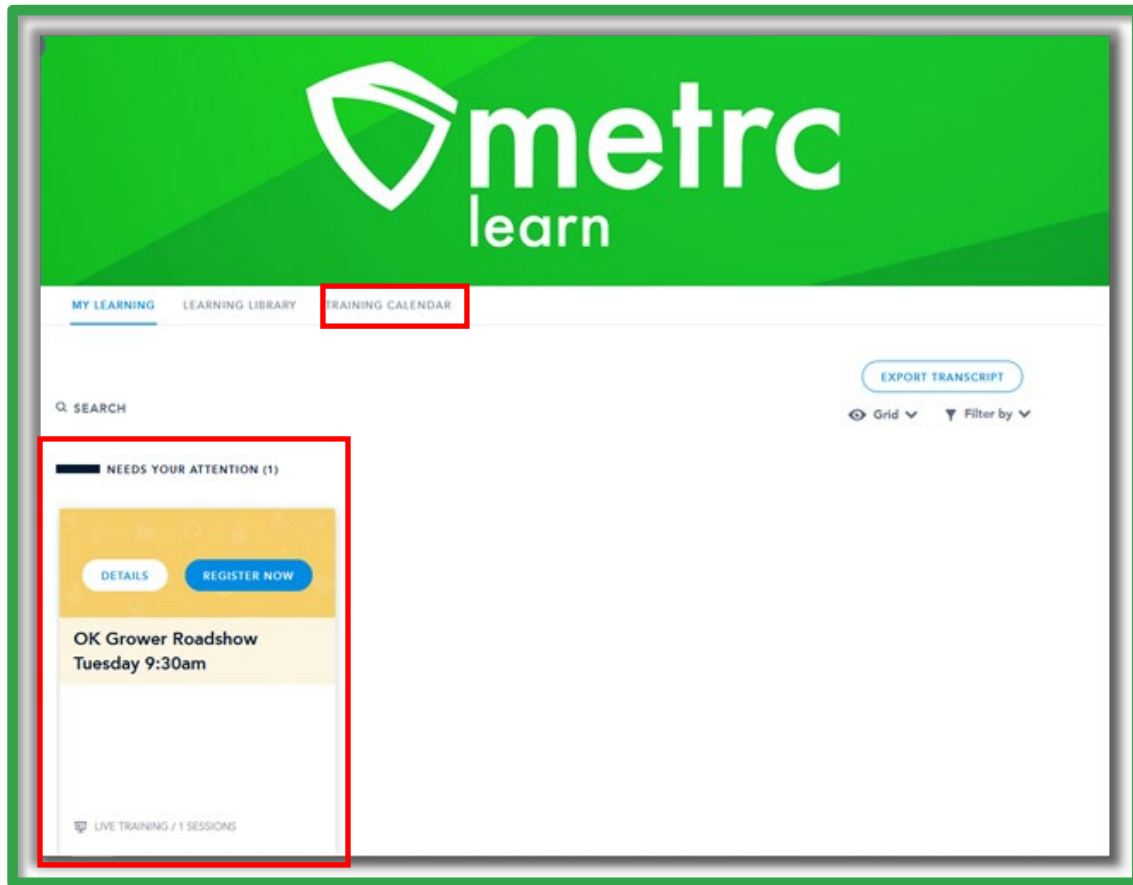 metrc
learn
MY LEARNING LEARNING LIBRARY TRAINING CALENDAR
EXPORT TRANSCRIPT
SEARCH
Grid Filter by
NEEDS YOUR ATTENTION (1)
DETAILS REGISTER NOW
OK Grower Roadshow
Tuesday 9:30am
LIVE TRAINING / 1 SESSIONS